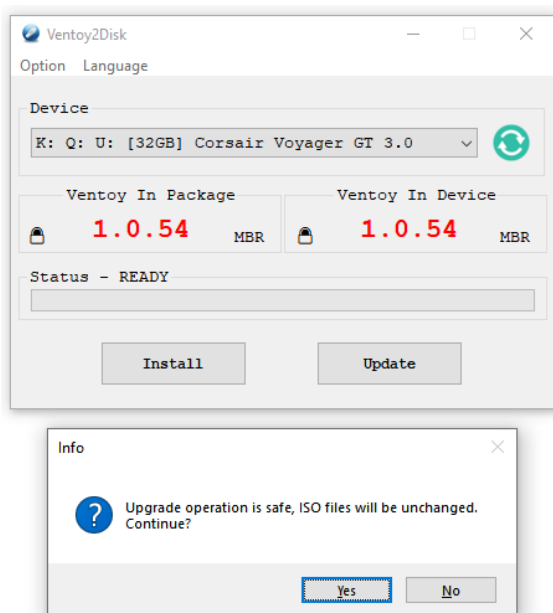 Ventoy2Disk
Option Language
Device
K: Q: U: [32GB] Corsair Voyager GT 3.0
Ventoy In Package
1.0.54 MBR
Ventoy In Device
1.0.54 MBR
Status - READY
Install
Update
Info
Upgrade operation is safe, ISO files will be unchanged.
Continue?
Yes
No